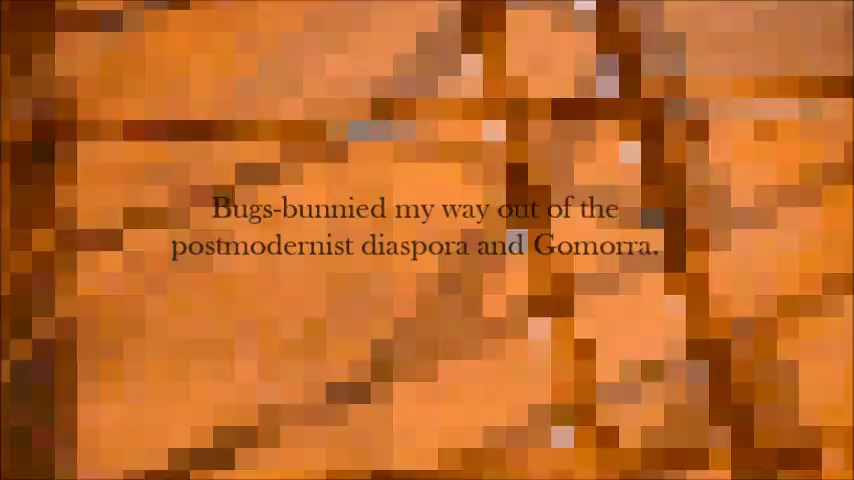 Bugs-bunnied my way out of the
postmodernist diaspora and Gomorra.